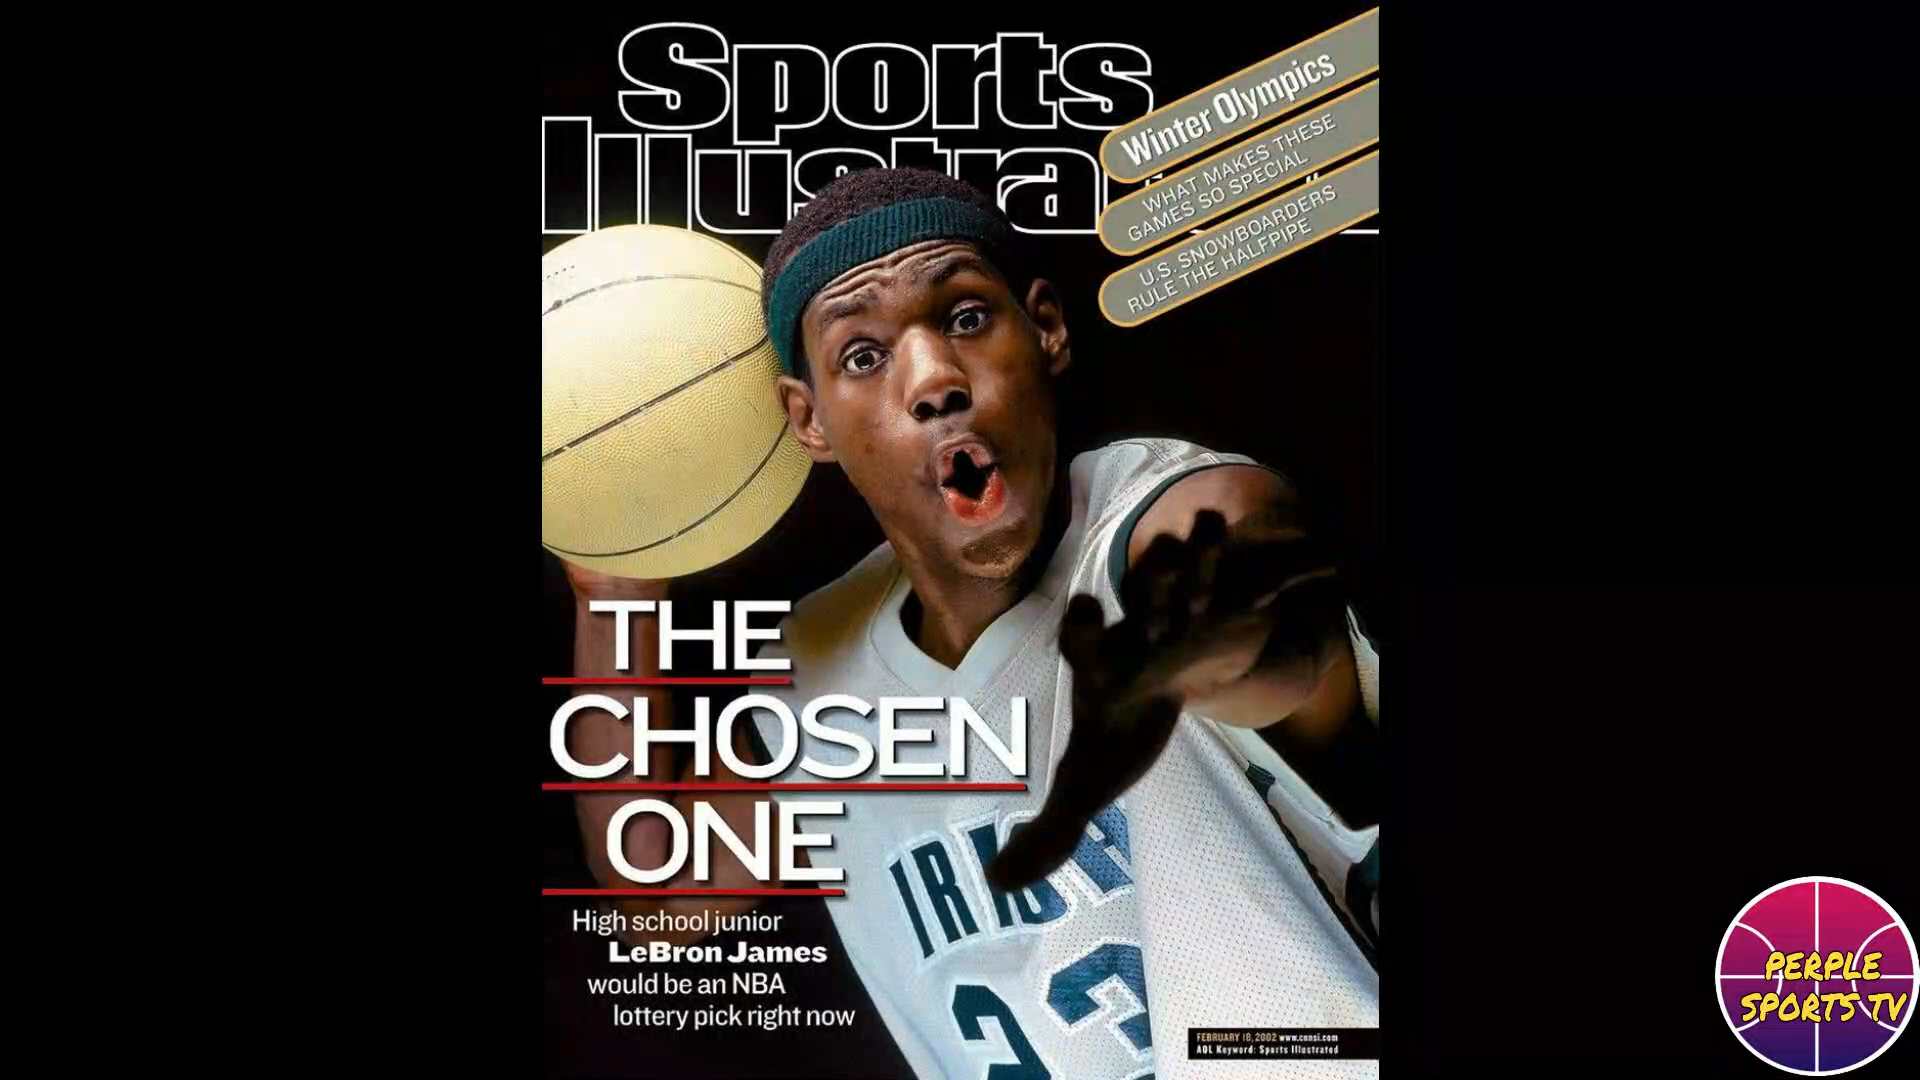 Sports
Illustra
Winter Olympics
WHAT MAKES THESE
GAMES SO SPECIAL
U.S. SNOWBOARDERS
RULE THE HALFPIPE
THE
CHOSEN
ONE
High school junior
LeBron James
would be an NBA
lottery pick right now
IRISH
23
FEBRUARY 18, 2002 www.cnnsi.com
AOL Keyword: Sports Illustrated
PERPLE
SPORTS TV